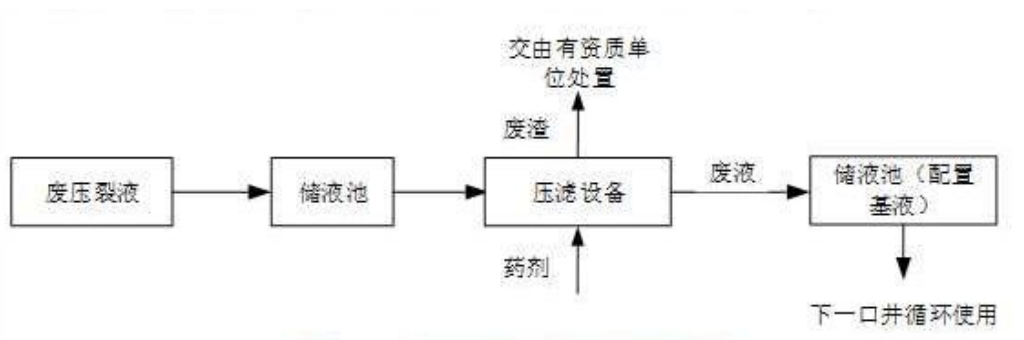 交由有资质单
位处置
废渣
废压裂液
储液池
压滤设备
废液
储液池（配置
基液）
药剂
下一口井循环使用